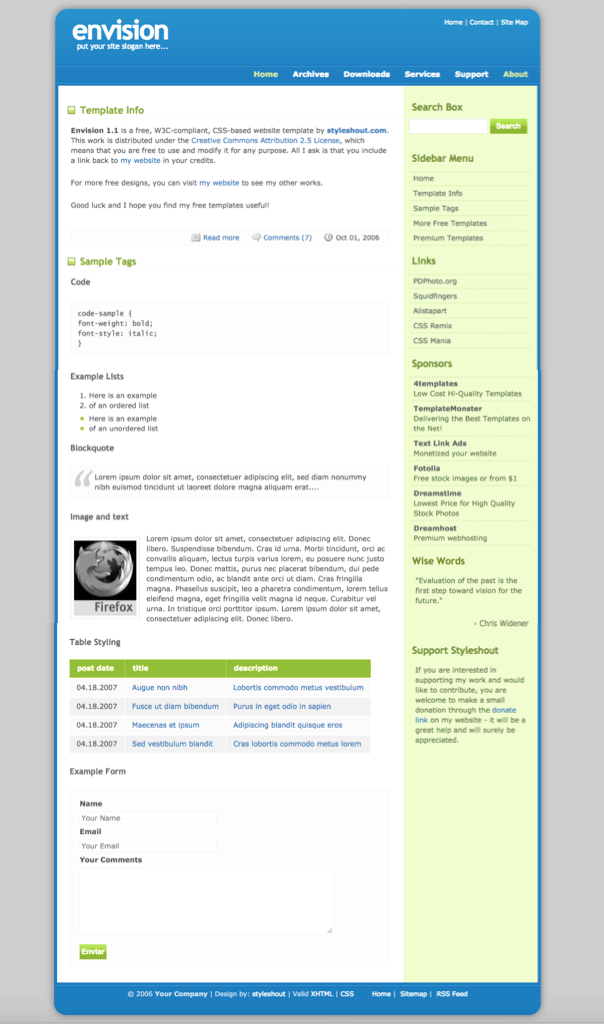 envision
put your site slogan here...
Home | Contact | Site Map
Home Archives Downloads Services Support About
Template Info
Envision 1.1 is a free, W3C-compliant, CSS-based website template by styleshout.com.
This work is distributed under the Creative Commons Attribution 2.5 License, which
means that you are free to use and modify it for any purpose. All I ask is that you include
a link back to my website in your credits.
For more free designs, you can visit my website to see my other works.
Good luck and I hope you find my free templates useful!
Read more Comments (7) Oct 01, 2006
Sample Tags
Code
code-sample {
font-weight: bold;
font-style: italic;
}
Example Lists
1. Here is an example
2. of an ordered list
Here is an example
of an unordered list
Blockquote
Lorem ipsum dolor sit amet, consectetuer adipiscing elit, sed diam nonummy
nibh euismod tincidunt ut laoreet dolore magna aliquam erat....
Image and text
Firefox
Lorem ipsum dolor sit amet, consectetuer adipiscing elit. Donec
libero. Suspendisse bibendum. Cras id urna. Morbi tincidunt, orci ac
convallis aliquam, lectus turpis varius lorem, eu posuere nunc justo
tempus leo. Donec mattis, purus nec placerat bibendum, dui pede
condimentum odio, ac blandit ante orci ut diam. Cras fringilla
magna. Phasellus suscipit, leo a pharetra condimentum, lorem tellus
eleifend magna, eget fringilla velit magna id neque. Curabitur vel
urna. In tristique orci porttitor ipsum. Lorem ipsum dolor sit amet,
consectetuer adipiscing elit. Donec libero.
Table Styling
post date title description
04.18.2007 Augue non nibh Lobortis commodo metus vestibulum
04.18.2007 Fusce ut diam bibendum Purus in eget odio in sapien
04.18.2007 Maecenas et ipsum Adipiscing blandit quisque eros
04.18.2007 Sed vestibulum blandit Cras lobortis commodo metus lorem
Example Form
Name
Your Name
Email
Your Email
Your Comments
Enviar
Search Box
Search
Sidebar Menu
Home
Template Info
Sample Tags
More Free Templates
Premium Templates
Links
PDPhoto.org
Squidfingers
Alistapart
CSS Remix
CSS Mania
Sponsors
4templates
Low Cost Hi-Quality Templates
TemplateMonster
Delivering the Best Templates on
the Net!
Text Link Ads
Monetized your website
Fotolia
Free stock images or from $1
Dreamstime
Lowest Price for High Quality
Stock Photos
Dreamhost
Premium webhosting
Wise Words
"Evaluation of the past is the
first step toward vision for the
future."
- Chris Widener
Support Styleshout
If you are interested in
supporting my work and would
like to contribute, you are
welcome to make a small
donation through the donate
link on my website - it will be a
great help and will surely be
appreciated.
© 2006 Your Company | Design by: styleshout | Valid XHTML | CSS Home | Sitemap | RSS Feed